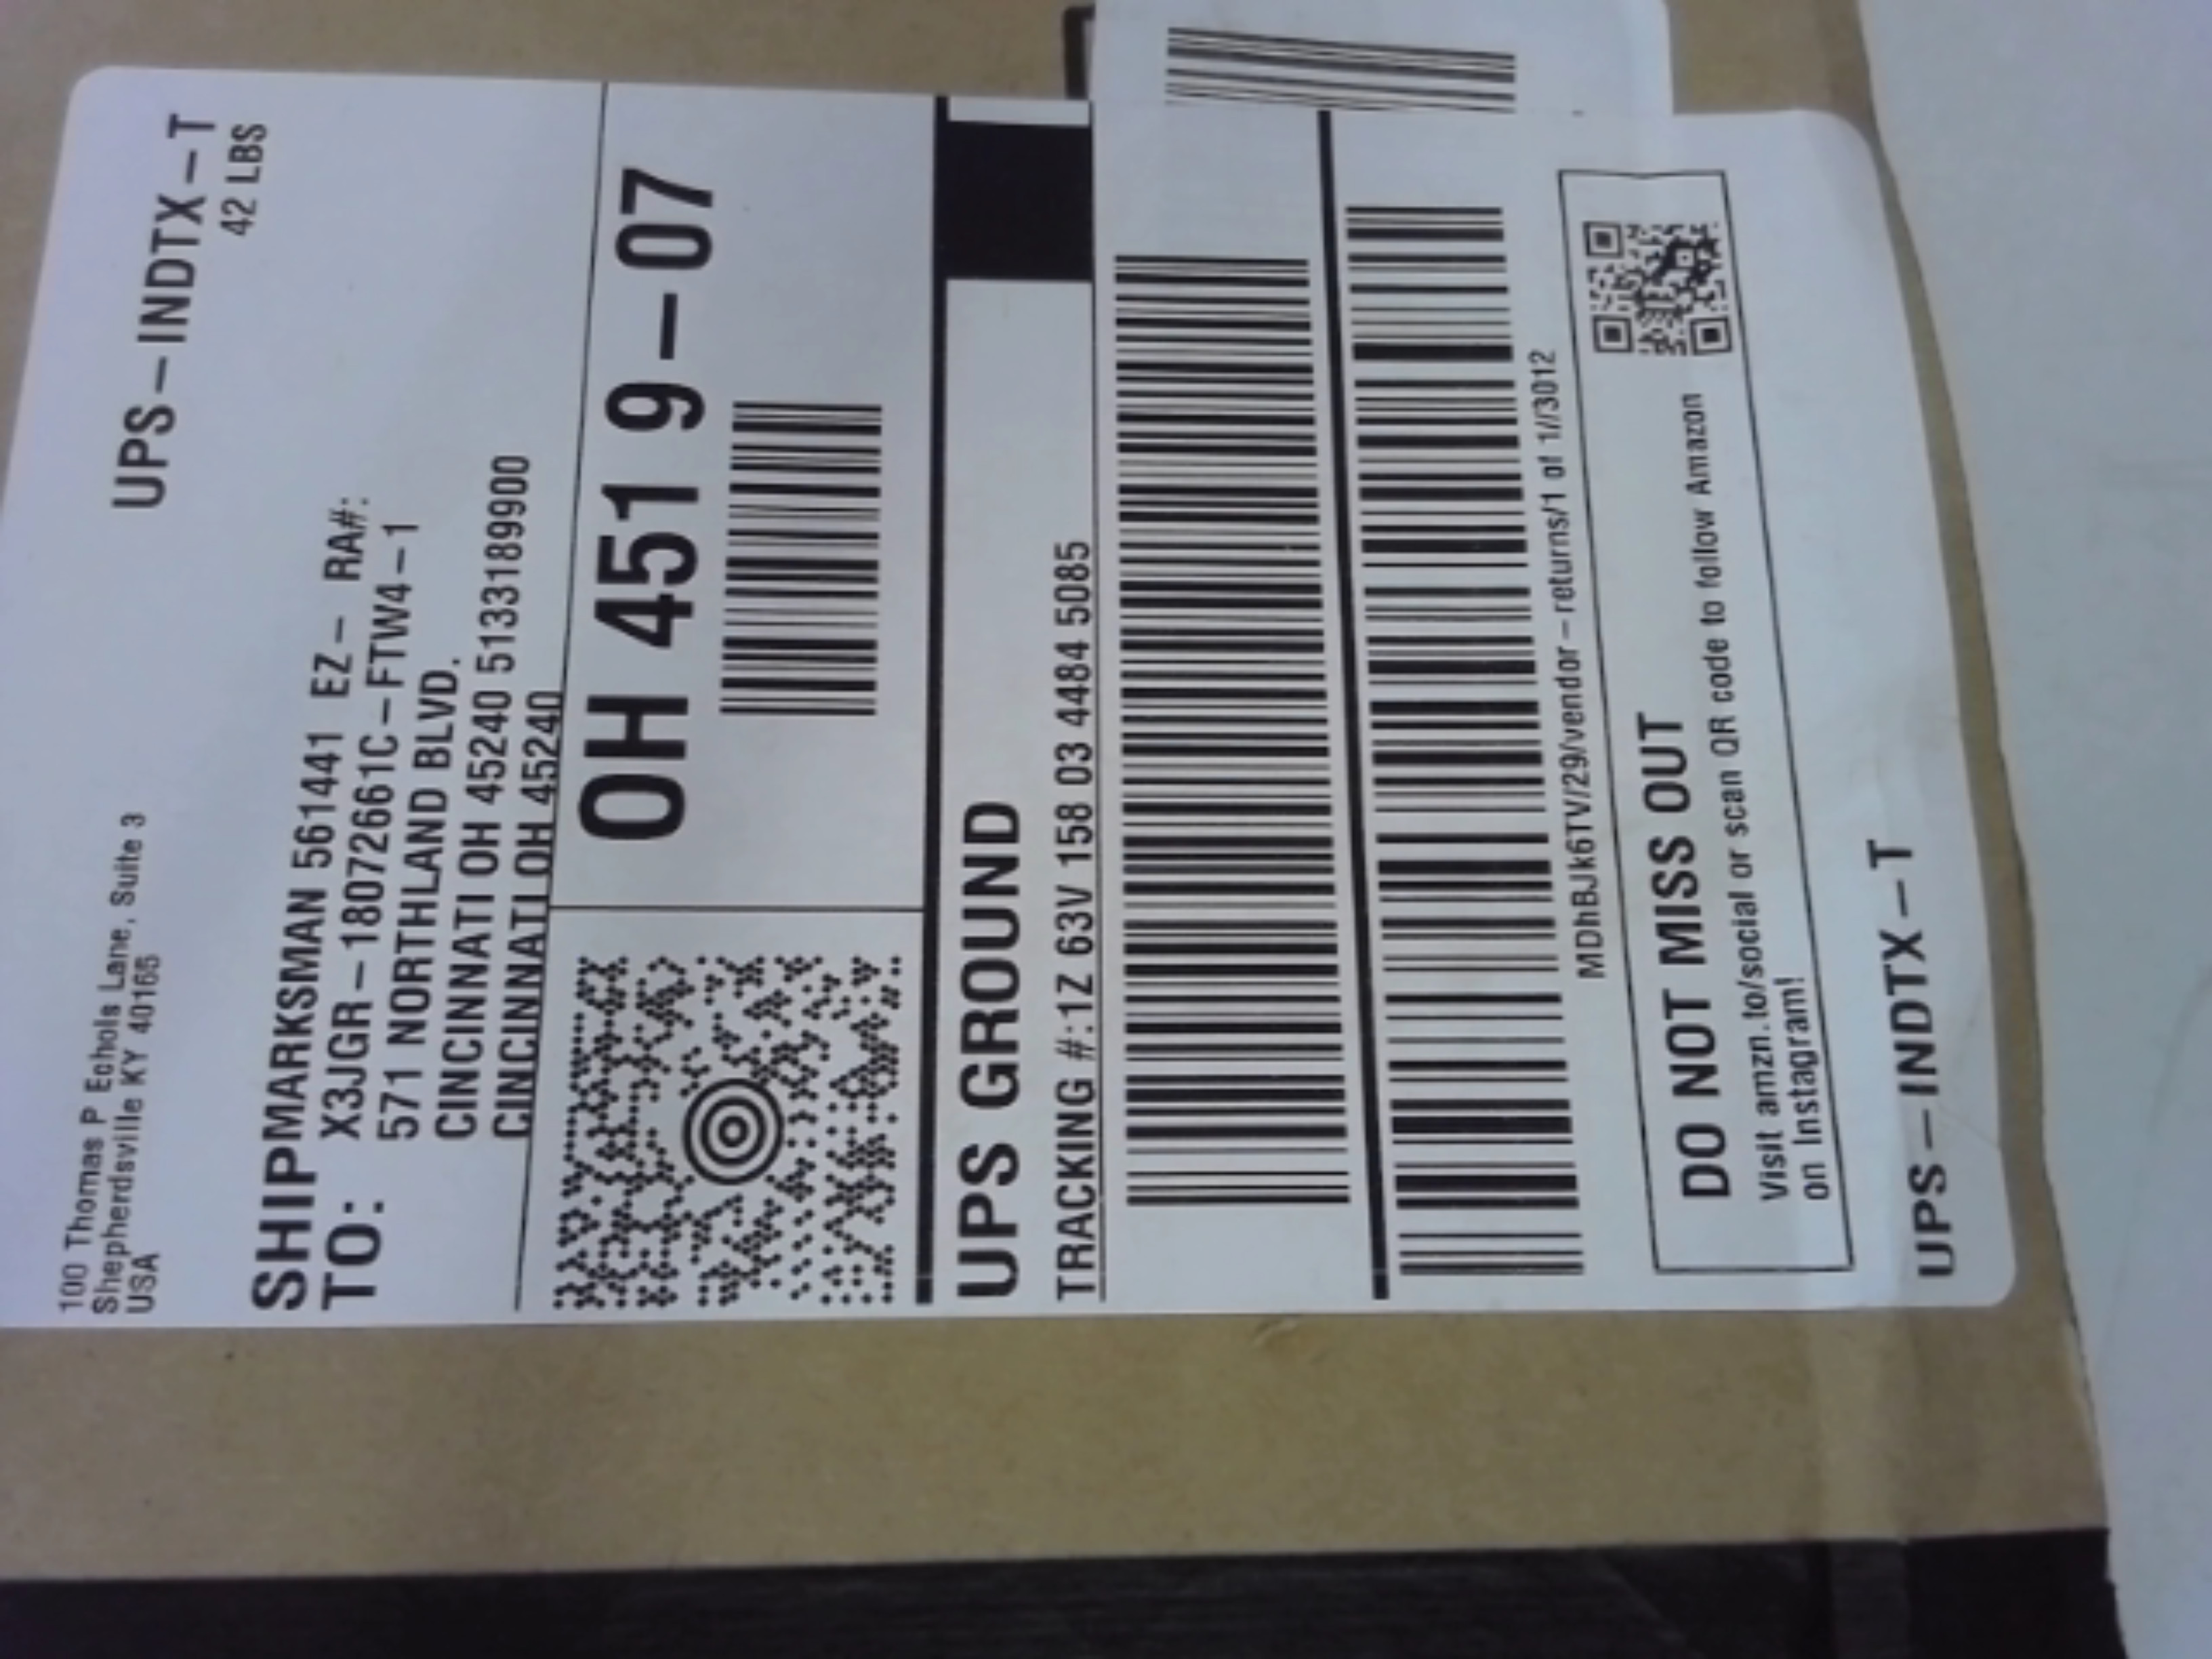 100 Thomas P Echols Lane, Suite 3
Shepherdsville KY 40165
USA
UPS-INDTX-T
42 LBS
SHIPMARKSMAN 561441 EZ- RA#:
TO: X3JGR-18072661C-FTW4-1
571 NORTHLAND BLVD.
CINCINNATI OH 45240 5133189900
CINCINNATI OH 45240
OH 451 9-07
UPS GROUND
TRACKING #:1Z 63V 158 03 4484 5085
MDhBJk6TV/29/vendor-returns/1 of 1//3012
DO NOT MISS OUT
Visit amzn.to/social or scan QR code to follow Amazon
on Instagram!
UPS-INDTX-T